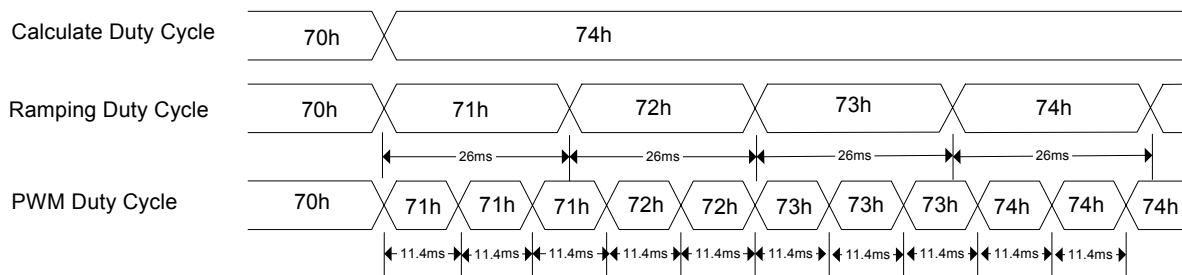 Calculate Duty Cycle 70h 74h
Ramping Duty Cycle 70h 71h 72h 73h 74h
26ms 26ms 26ms 26ms
PWM Duty Cycle 70h 71h 71h 71h 72h 72h 73h 73h 73h 74h 74h 74h
11.4ms 11.4ms 11.4ms 11.4ms 11.4ms 11.4ms 11.4ms 11.4ms 11.4ms 11.4ms